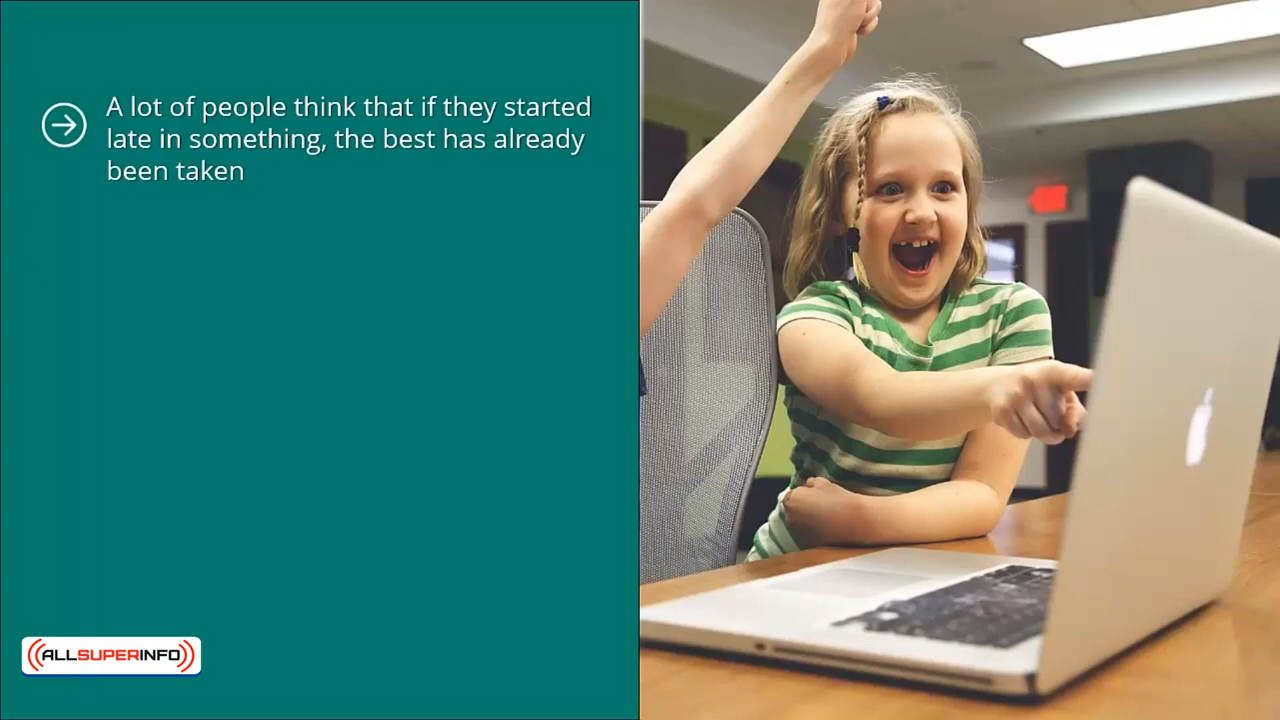 A lot of people think that if they started
late in something, the best has already
been taken
ALLSUPERINFO